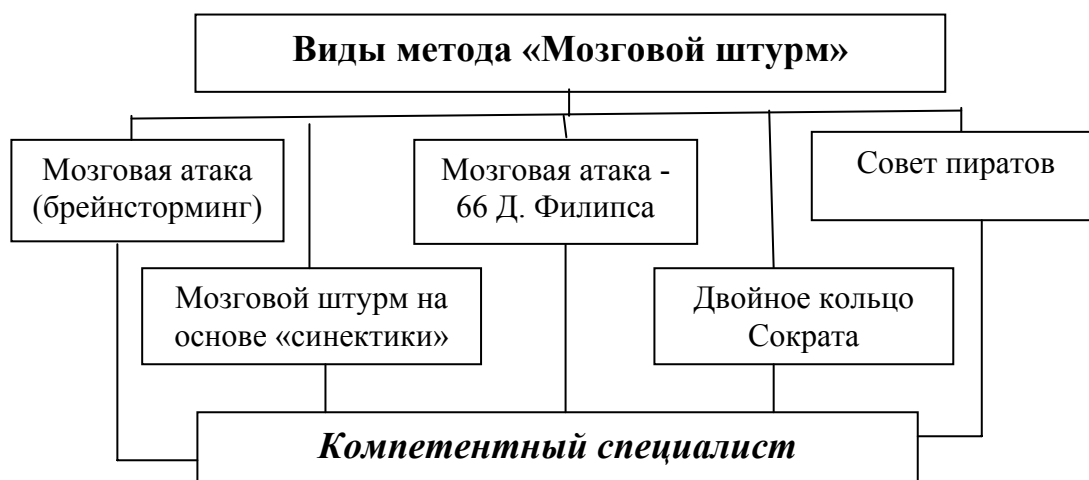 Виды метода «Мозговой штурм»
Мозговая атака
(брейнсторминг)
Мозговая атака -
66 Д. Филипса
Совет пиратов
Мозговой штурм на
основе «синектики»
Двойное кольцо
Сократа
Компетентный специалист